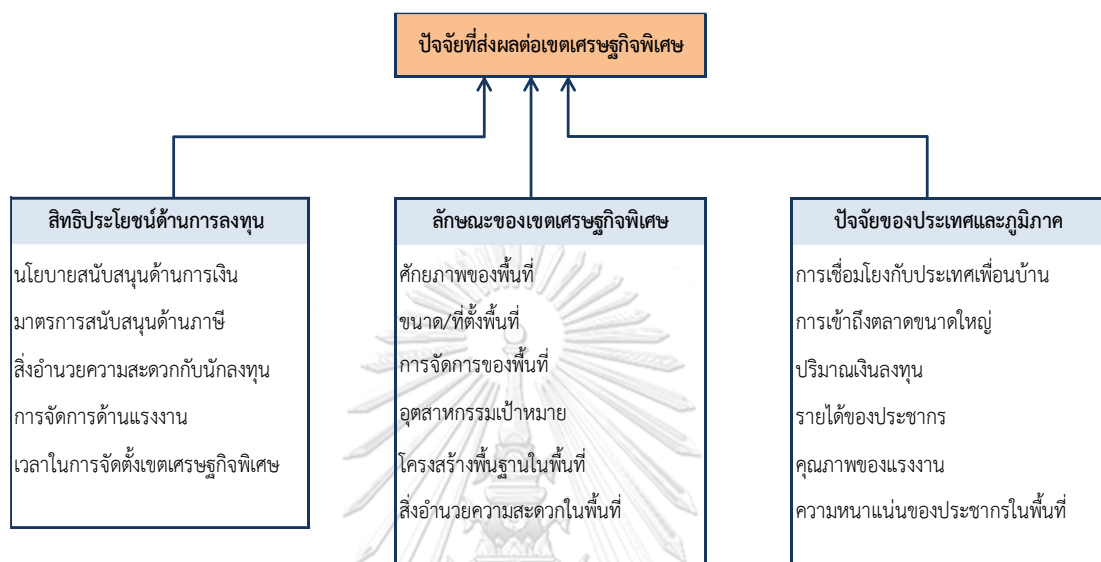 ปัจจัยที่ส่งผลต่อเขตเศรษฐกิจพิเศษ
สิทธิประโยชน์ด้านการลงทุน
นโยบายสนับสนุนด้านการเงิน
มาตรการสนับสนุนด้านภาษี
สิ่งอำนวยความสะดวกกับนักลงทุน
การจัดการด้านแรงงาน
เวลาในการจัดตั้งเขตเศรษฐกิจพิเศษ
ลักษณะของเขตเศรษฐกิจพิเศษ
ศักยภาพของพื้นที่
ขนาด/ที่ตั้งพื้นที่
การจัดการของพื้นที่
อุตสาหกรรมเป้าหมาย
โครงสร้างพื้นฐานในพื้นที่
สิ่งอำนวยความสะดวกในพื้นที่
ปัจจัยของประเทศและภูมิภาค
การเชื่อมโยงกับประเทศเพื่อนบ้าน
การเข้าถึงตลาดขนาดใหญ่
ปริมาณเงินลงทุน
รายได้ของประชากร
คุณภาพของแรงงาน
ความหนาแน่นของประชากรในพื้นที่